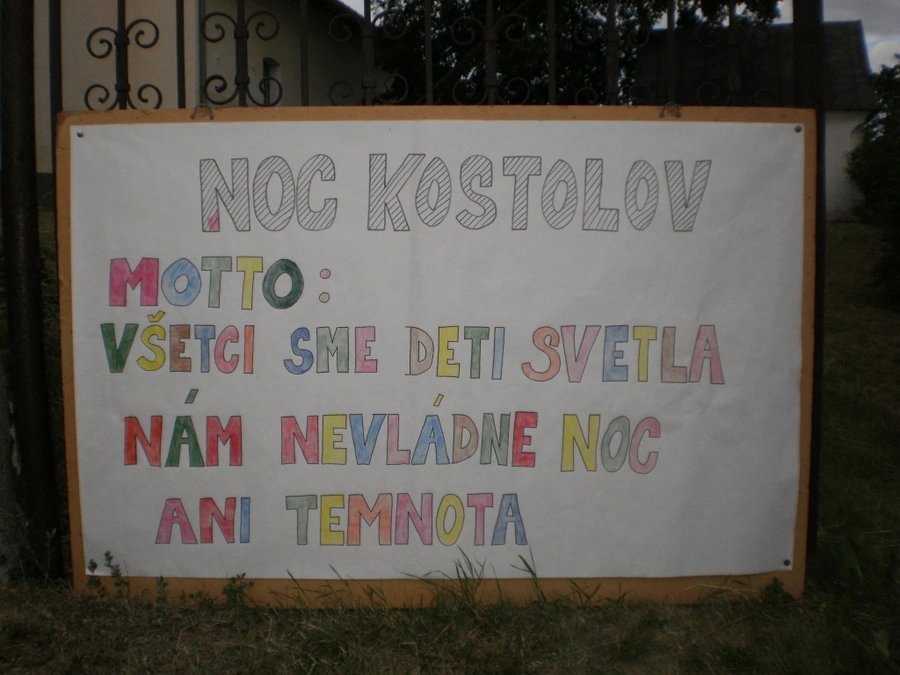 NOC KOSTOLOV
MOTTO:
VŠETCI SME DETI SVETLA
NÁM NEVLÁDNE NOC
ANI TEMNOTA